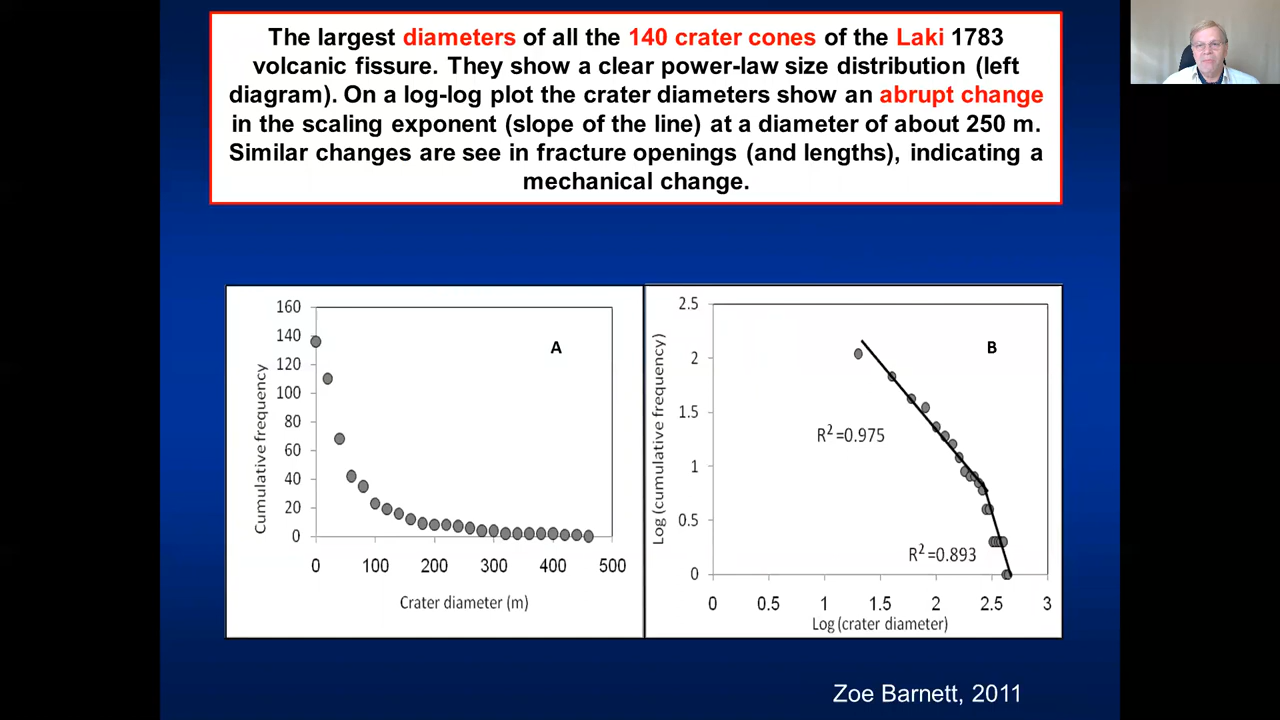 The largest diameters of all the 140 crater cones of the Laki 1783
volcanic fissure. They show a clear power-law size distribution (left
diagram). On a log-log plot the crater diameters show an abrupt change
in the scaling exponent (slope of the line) at a diameter of about 250 m.
Similar changes are see in fracture openings (and lengths), indicating a
mechanical change.
160
140
120
100
80
60
40
20
0
Cumulative frequency
A
0 100 200 300 400 500
Crater diameter (m)
2.5
2
1.5
1
0.5
0
Log (cumulative frequency)
B
R2 =0.975
R2 =0.893
0 0.5 1 1.5 2 2.5 3
Log (crater diameter)
Zoe Barnett, 2011